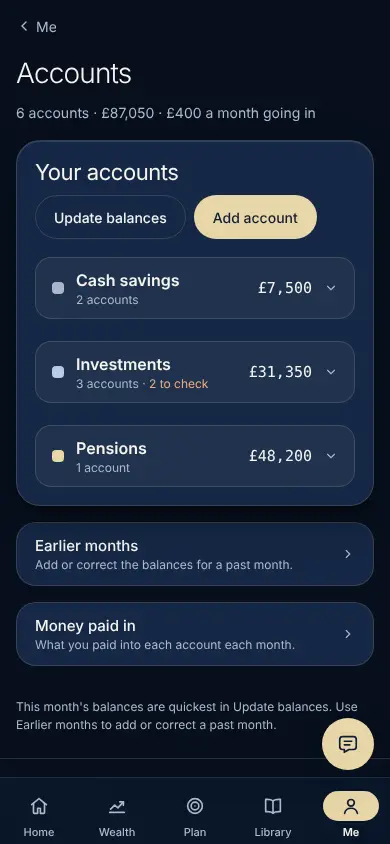 Me
Accounts
6 accounts · £87,050 · £400 a month going in
Your accounts
Update balances
Add account
Cash savings
2 accounts
£7,500
Investments
3 accounts · 2 to check
£31,350
Pensions
1 account
£48,200
Earlier months
Add or correct the balances for a past month.
Money paid in
What you paid into each account each month.
This month's balances are quickest in Update balances. Use
Earlier months to add or correct a past month.
Home
Wealth
Plan
Library
Me